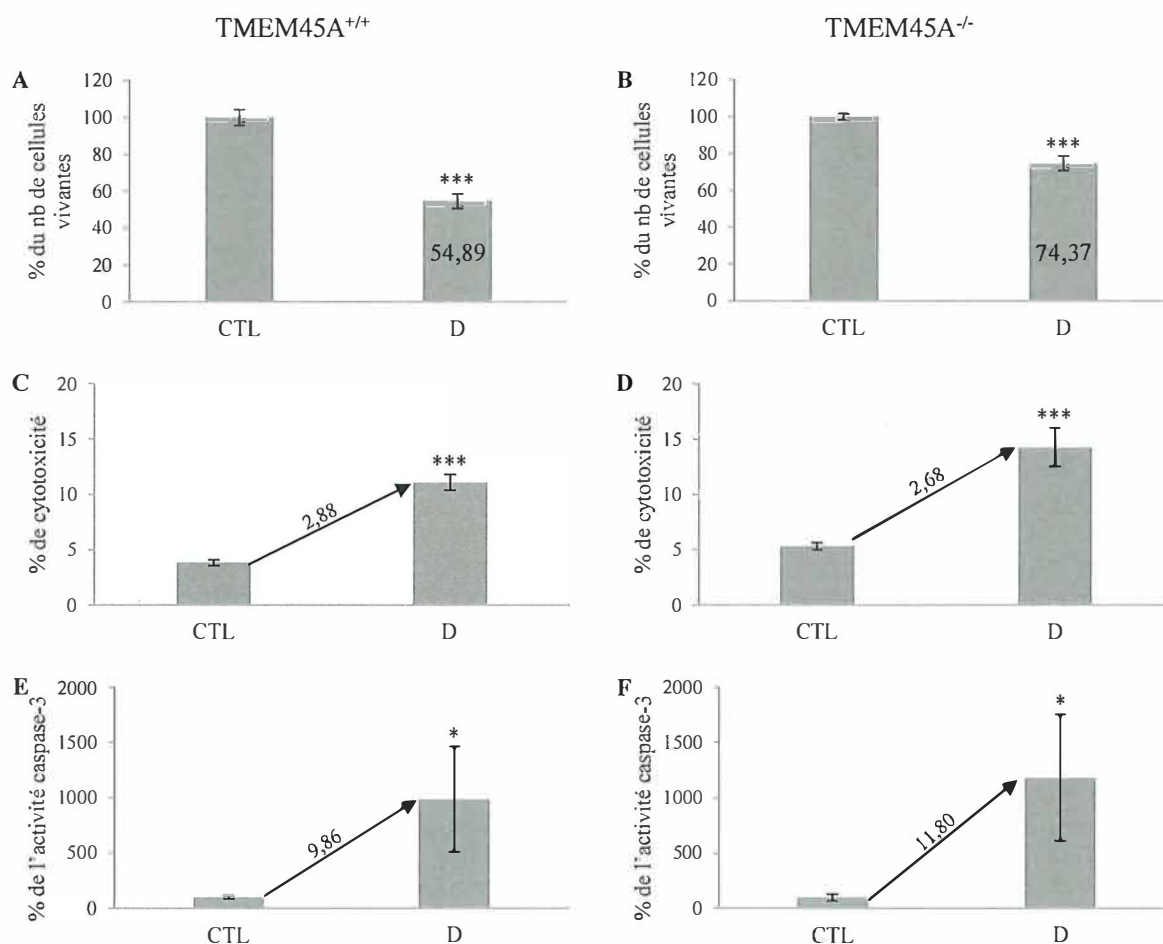 TMEM45A+/+
TMEM45A-/-
A
% du nb de cellules
vivantes
120
100
80
60
40
20
0
***
54,89
CTL
D
B
% du nb de cellules
vivantes
120
100
80
60
40
20
0
***
74,37
CTL
D
C
% de cytotoxicité
20
15
10
5
0
2,88
***
CTL
D
D
% de cytotoxicité
20
15
10
5
0
2,68
***
CTL
D
E
% de l'activité caspase-3
2000
1500
1000
500
0
9,86
*
CTL
D
F
% de l'activité caspase-3
2000
1500
1000
500
0
11,80
*
CTL
D